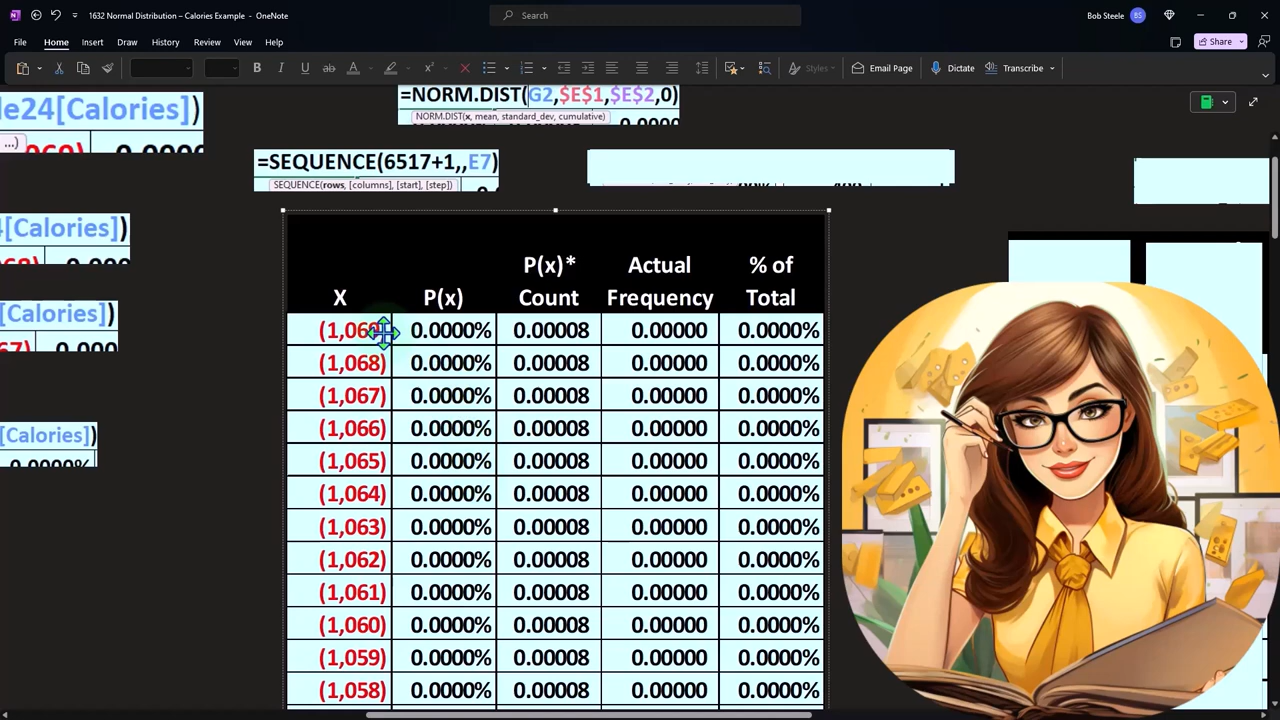 1632 Normal Distribution – Calories Example - OneNote
Search
Bob Steele
BS
File Home Insert Draw History Review View Help
Share
Styles
Email Page
Dictate
Transcribe
le24[Calories])
...)
=NORM.DIST(G2,$E$1,$E$2,0)
NORM.DIST(x, mean, standard_dev, cumulative)
=SEQUENCE(6517+1,,E7)
SEQUENCE(rows, [columns], [start], [step])
4[Calories])
[Calories])
[Calories])
X P(x) P(x)* Count Actual Frequency % of Total
(1,069) 0.0000% 0.00008 0.00000 0.0000%
(1,068) 0.0000% 0.00008 0.00000 0.0000%
(1,067) 0.0000% 0.00008 0.00000 0.0000%
(1,066) 0.0000% 0.00008 0.00000 0.0000%
(1,065) 0.0000% 0.00008 0.00000 0.0000%
(1,064) 0.0000% 0.00008 0.00000 0.0000%
(1,063) 0.0000% 0.00008 0.00000 0.0000%
(1,062) 0.0000% 0.00008 0.00000 0.0000%
(1,061) 0.0000% 0.00008 0.00000 0.0000%
(1,060) 0.0000% 0.00008 0.00000 0.0000%
(1,059) 0.0000% 0.00008 0.00000 0.0000%
(1,058) 0.0000% 0.00008 0.00000 0.0000%